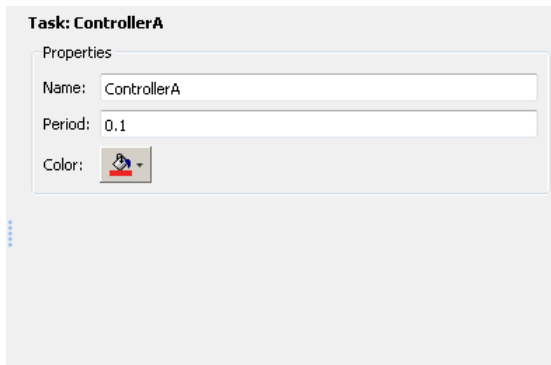 Task: ControllerA
Properties
Name: ControllerA
Period: 0.1
Color: